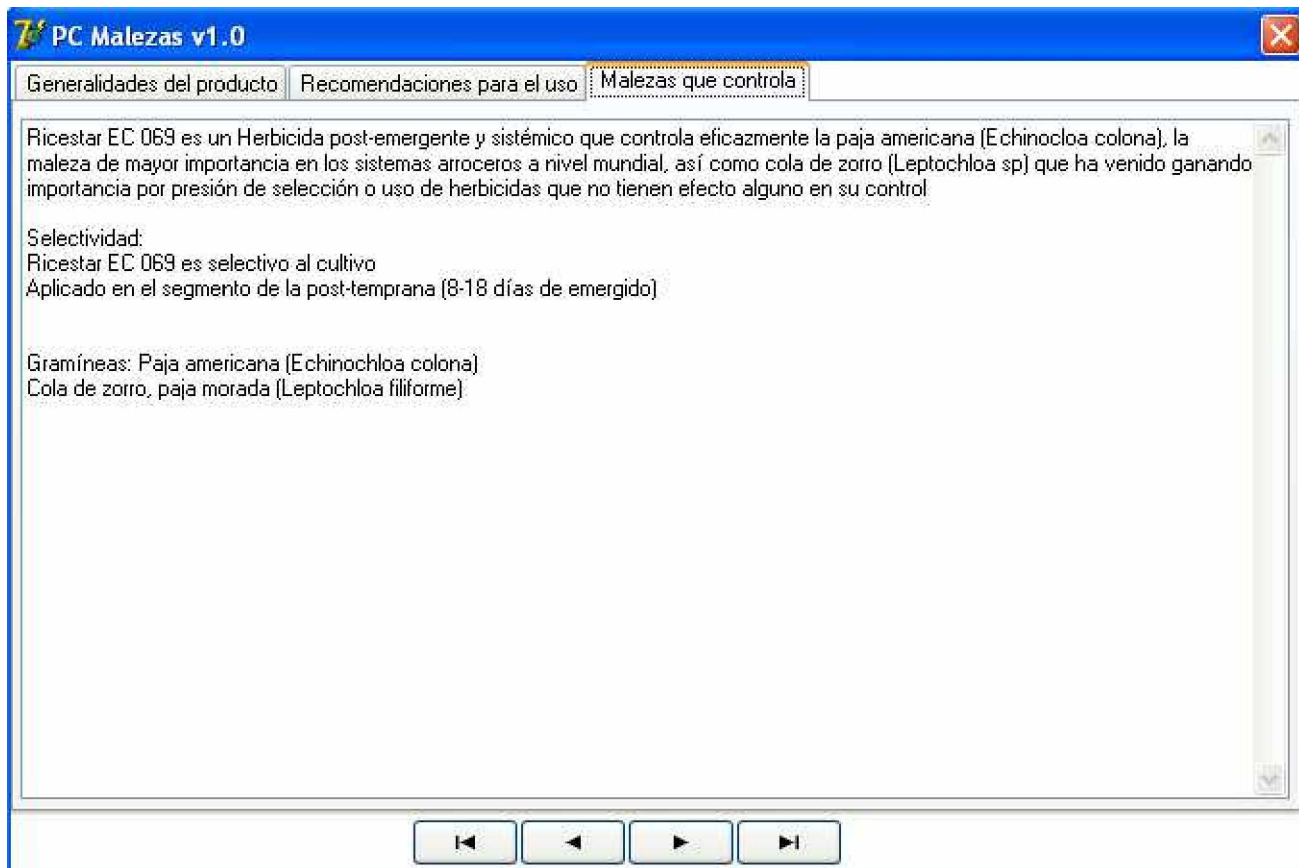 PC Malezas v1.0
Generalidades del producto
Recomendaciones para el uso
Malezas que controla
Ricestar EC 069 es un Herbicida post-emergente y sistémico que controla eficazmente la paja americana (Echinocloa colona), la
maleza de mayor importancia en los sistemas arroceros a nivel mundial, así como cola de zorro (Leptochloa sp) que ha venido ganando
importancia por presión de selección o uso de herbicidas que no tienen efecto alguno en su control
Selectividad:
Ricestar EC 069 es selectivo al cultivo
Aplicado en el segmento de la post-temprana (8-18 días de emergido)
Gramíneas: Paja americana (Echinochloa colona)
Cola de zorro, paja morada (Leptochloa filiforme)